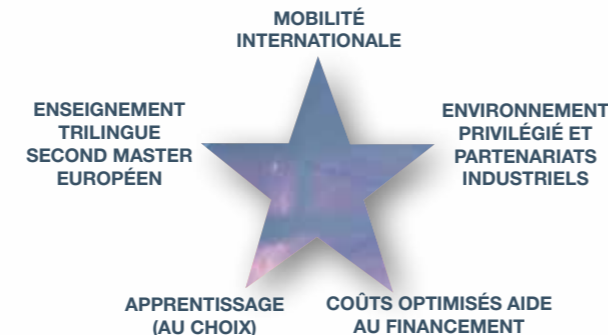 MOBILITÉ
INTERNATIONALE
ENSEIGNEMENT
TRILINGUE
SECOND MASTER
EUROPÉEN
ENVIRONNEMENT
PRIVILÉGIÉ ET
PARTENARIATS
INDUSTRIELS
APPRENTISSAGE
(AU CHOIX)
COÛTS OPTIMISÉS AIDE
AU FINANCEMENT